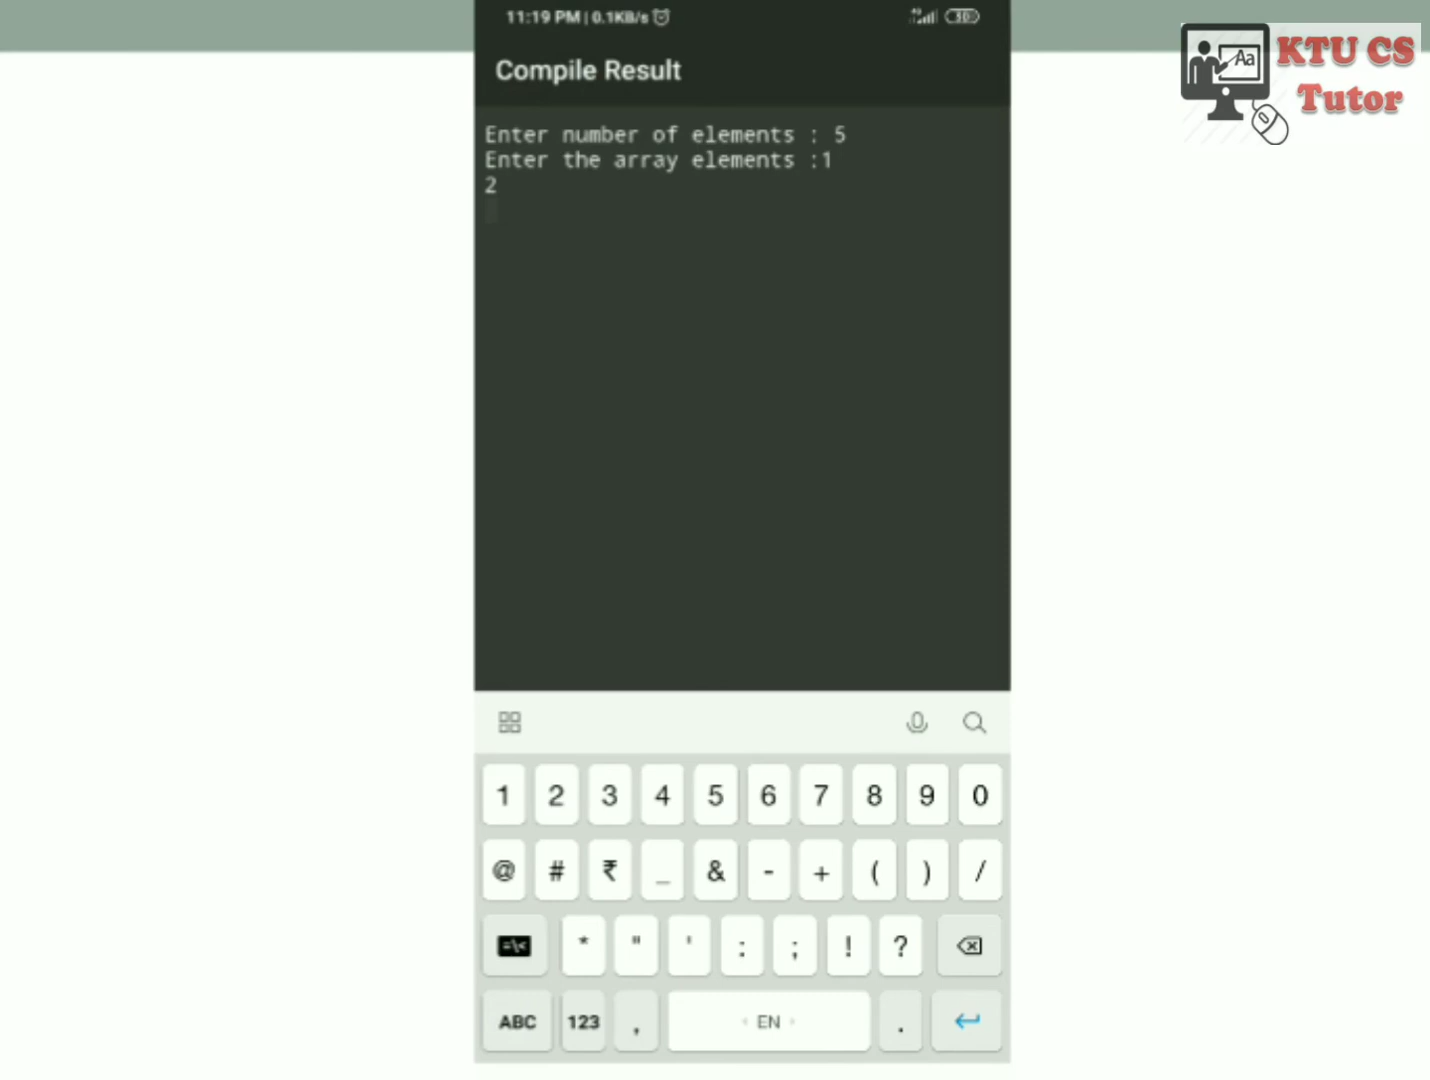 11:19 PM | 0.1KB/s
Compile Result
KTU CS
Tutor
Aa
Enter number of elements : 5
Enter the array elements :1
2
1 2 3 4 5 6 7 8 9 0
@ # ₹ _ & - + ( ) /
=\< * " ' : ; ! ?
ABC 123 , EN .